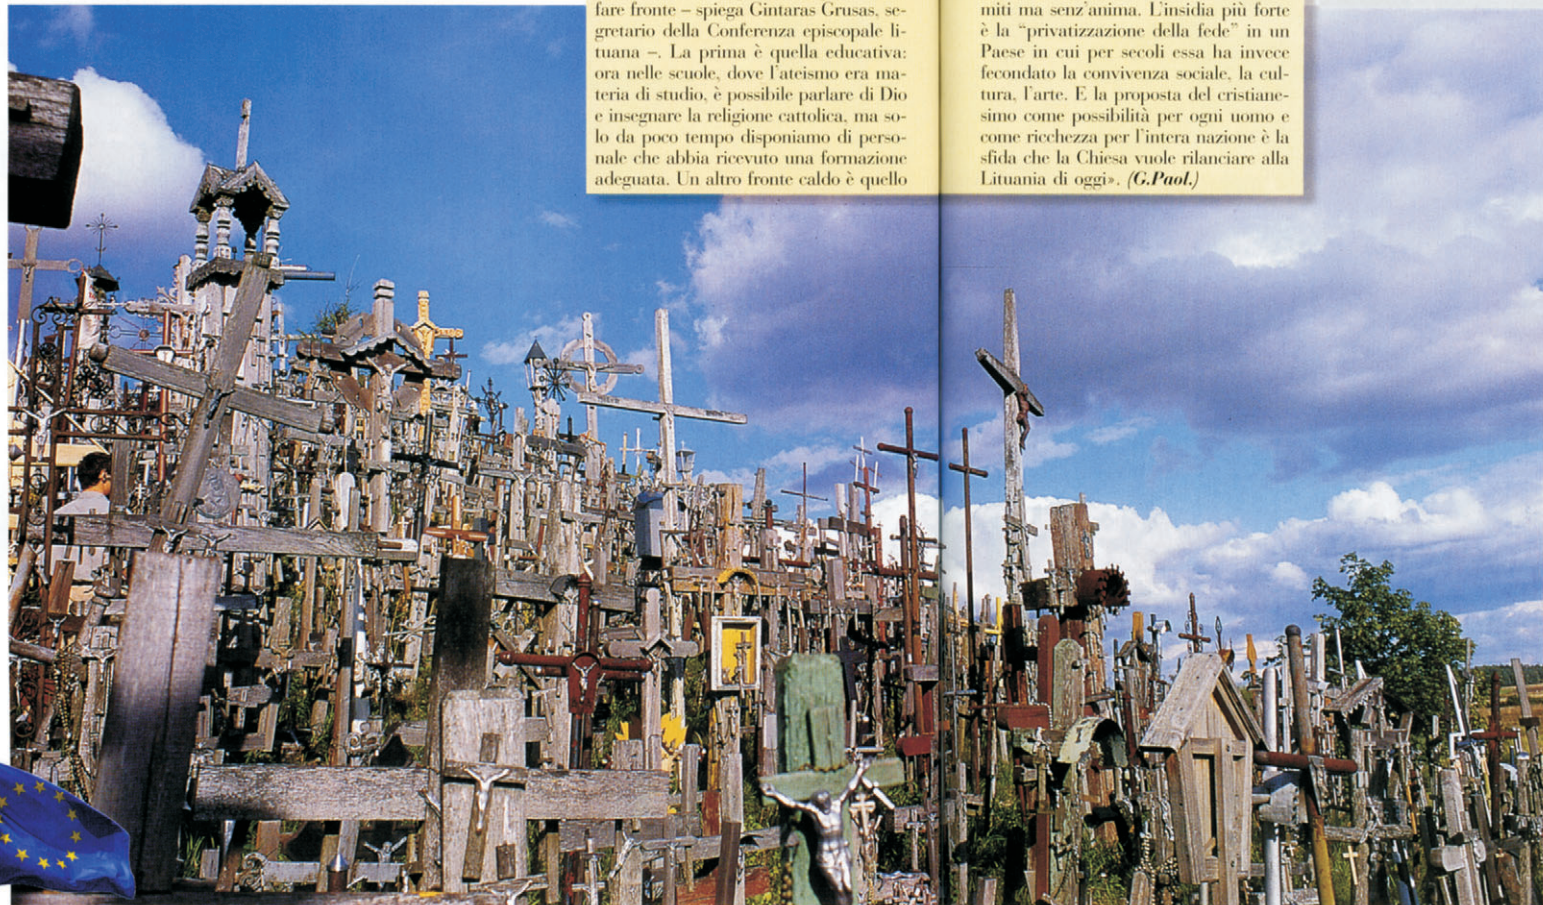 fare fronte – spiega Gintaras Grusas, se-
gretario della Conferenza episcopale li-
tuana –. La prima è quella educativa:
ora nelle scuole, dove l'ateismo era ma-
teria di studio, è possibile parlare di Dio
e insegnare la religione cattolica, ma so-
lo da poco tempo disponiamo di perso-
nale che abbia ricevuto una formazione
adeguata. Un altro fronte caldo è quello
miti ma senz'anima. L'insidia più forte
è la “privatizzazione della fede” in un
Paese in cui per secoli essa ha invece
fecondato la convivenza sociale, la cul-
tura, l'arte. E la proposta del cristiane-
simo come possibilità per ogni uomo e
come ricchezza per l'intera nazione è la
sfida che la Chiesa vuole rilanciare alla
Lituania di oggi». (G.Paol.)